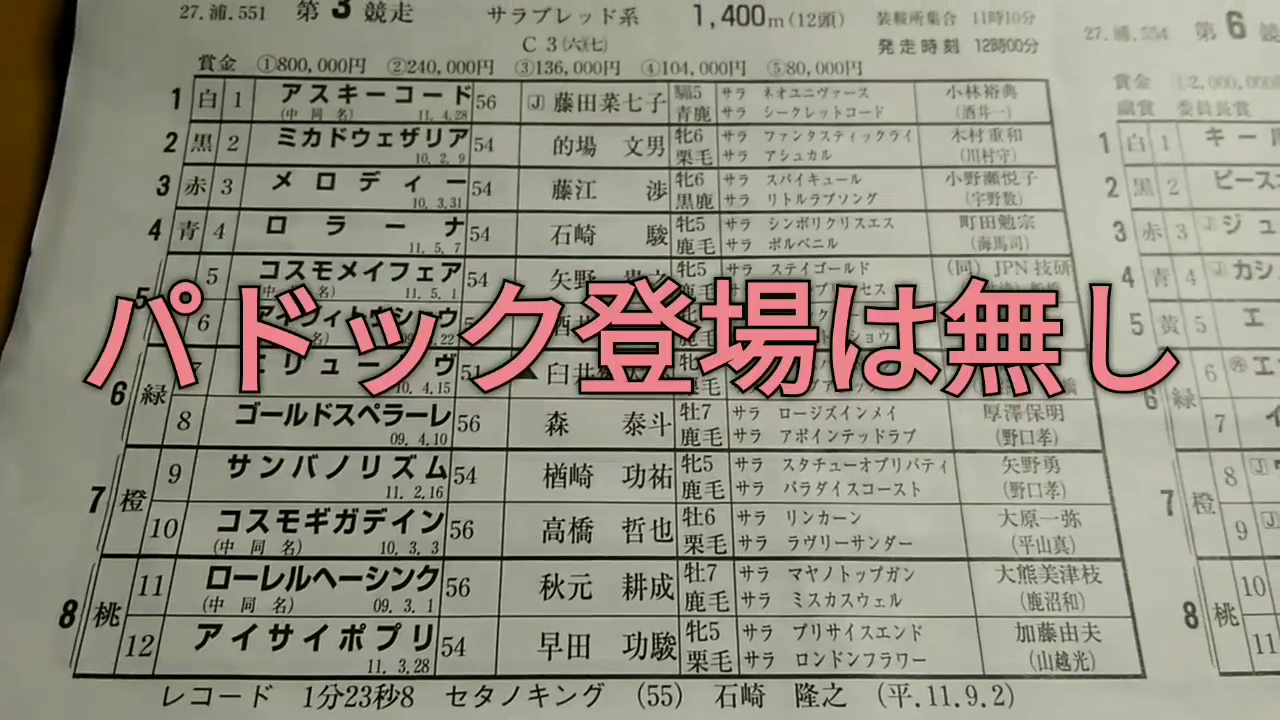 27.浦.551 第3競走 サラブレッド系 1,400m(12頭) 装鞍所集合 11時10分
C3(六)(七) 発走時刻 12時00分
賞金 ①800,000円 ②240,000円 ③136,000円 ④104,000円 ⑤80,000円
1 白 1 アスキーコード 56 J 藤田菜七子 騸5 サラ ネオユニヴァース 小林裕典
(中同名) 11.4.28 青鹿 サラ シークレットコード (酒井一)
2 黒 2 ミカドウェザリア 54 的場 文男 牝6 サラ ファンタスティックライ 木村重和
10.2.9 栗毛 サラ アシュカル (川村守)
3 赤 3 メロディー 54 藤江 渉 牝6 サラ スパイキュール 小野瀬悦子
10.3.31 黒鹿 サラ リトルラブソング (宇野敷)
4 青 4 ロラーナ 54 石崎 駿 牝5 サラ シンボリクリスエス 町田勉宗
11.5.7 鹿毛 サラ ポルベニル (海馬司)
5 5 コスモメイフェア 54 矢野 牝5 サラ ステイゴールド (同)JPN技研
(中同名) 11.5.1
パドック登場は無し
6
6 緑 7 51 臼井
10.4.15
8 ゴールドスペラーレ 56 森 泰斗 牡7 サラ ロージズインメイ 厚澤保明
09.4.10 鹿毛 サラ アポインテッドラブ (野口孝)
7 橙 9 サンバノリズム 54 楢崎 功祐 牝5 サラ スタチューオブリバティ 矢野勇
11.2.16 鹿毛 サラ パラダイスコースト (野口孝)
10 コスモギガデイン 56 高橋 哲也 牡6 サラ リンカーン 大原一弥
(中同名) 10.3.3 栗毛 サラ ラヴリーサンダー (平山真)
8 桃 11 ローレルヘーシンク 56 秋元 耕成 牡7 サラ マヤノトップガン 大熊美津枝
(中同名) 09.3.1 鹿毛 サラ ミスカスウェル (鹿沼和)
12 アイサイポプリ 54 早田 功駿 牝5 サラ プリサイスエンド 加藤由夫
11.3.28 栗毛 サラ ロンドンフラワー (山越光)
レコード 1分23秒8 セタノキング (55) 石崎 隆之 (平.11.9.2)
27.浦.554 第6競
賞金 ①2,000,000
副賞 委員長賞
1 白 1 キール
2 黒 2 ピース
3 赤 3 J ジュ
4 青 4 J カシ
5 黄 5 エ
6 緑 6 エ
7 イ
7 橙 8 J
9 J
8 桃 10
11